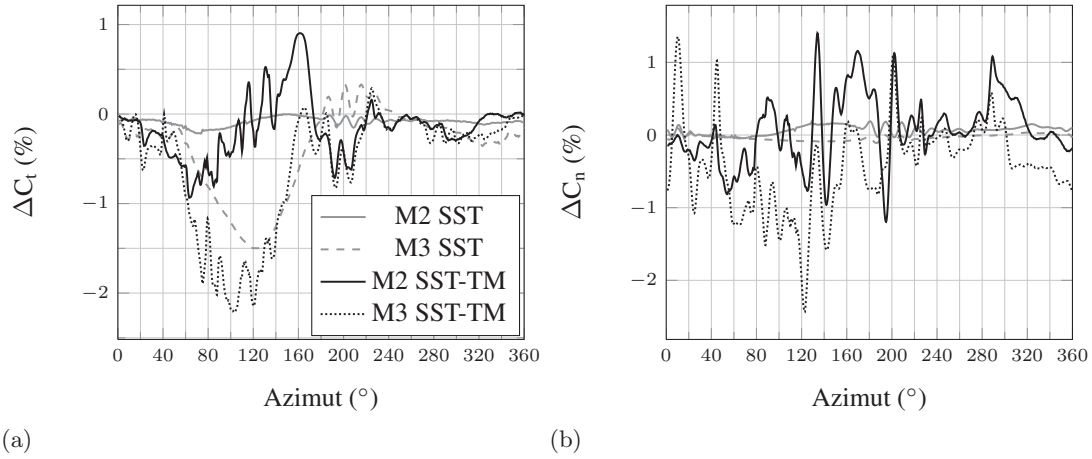 1
0
−1
−2
ΔCt (%)
0 40 80 120 160 200 240 280 320 360
Azimut (°)
M2 SST
M3 SST
M2 SST-TM
M3 SST-TM
(a)
1
0
−1
−2
ΔCn (%)
0 40 80 120 160 200 240 280 320 360
Azimut (°)
(b)